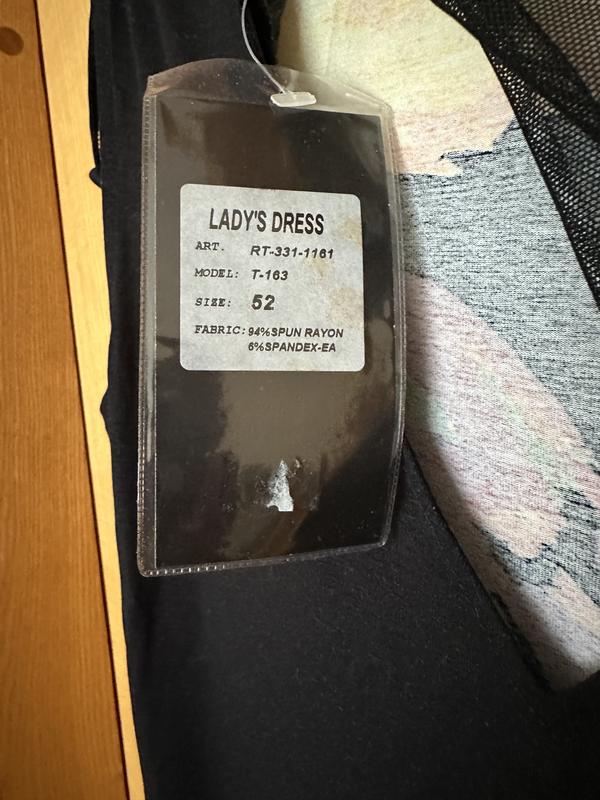 LADY'S DRESS
ART. RT-331-1161
MODEL: T-163
SIZE: 52
FABRIC: 94%SPUN RAYON
6%SPANDEX-EA